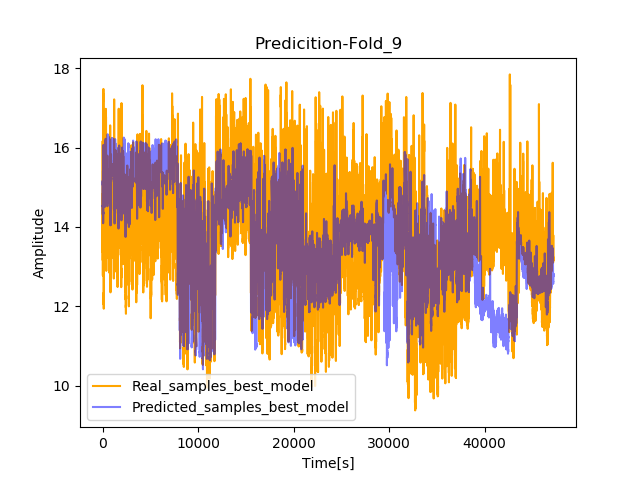 Predicition-Fold_9
18
16
14
12
10
Amplitude
Real_samples_best_model
Predicted_samples_best_model
0 10000 20000 30000 40000
Time[s]